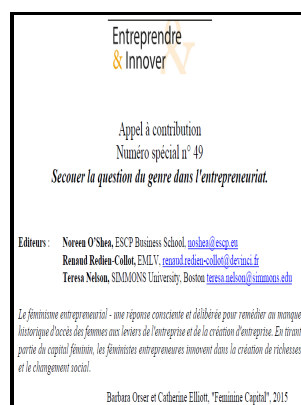 Entreprendre
& Innover
Appel à contribution
Numéro spécial n° 49
Secouer la question du genre dans l'entrepreneuriat.
Editeurs : Noreen O'Shea, ESCP Business School, noshea@escp.eu
Renaud Redien-Collot, EMLV, renaud.redien-collot@devinci.fr
Teresa Nelson, SIMMONS University, Boston teresa.nelson@simmons.edu
Le féminisme entrepreneurial - une réponse consciente et délibérée pour remédier au manque
historique d'accès des femmes aux leviers de l'entreprise et de la création d'entreprise. En tirant
partie du capital féminin, les féministes entrepreneures innovent dans la création de richesses
et le changement social.
Barbara Orser et Catherine Elliott, "Feminine Capital", 2015